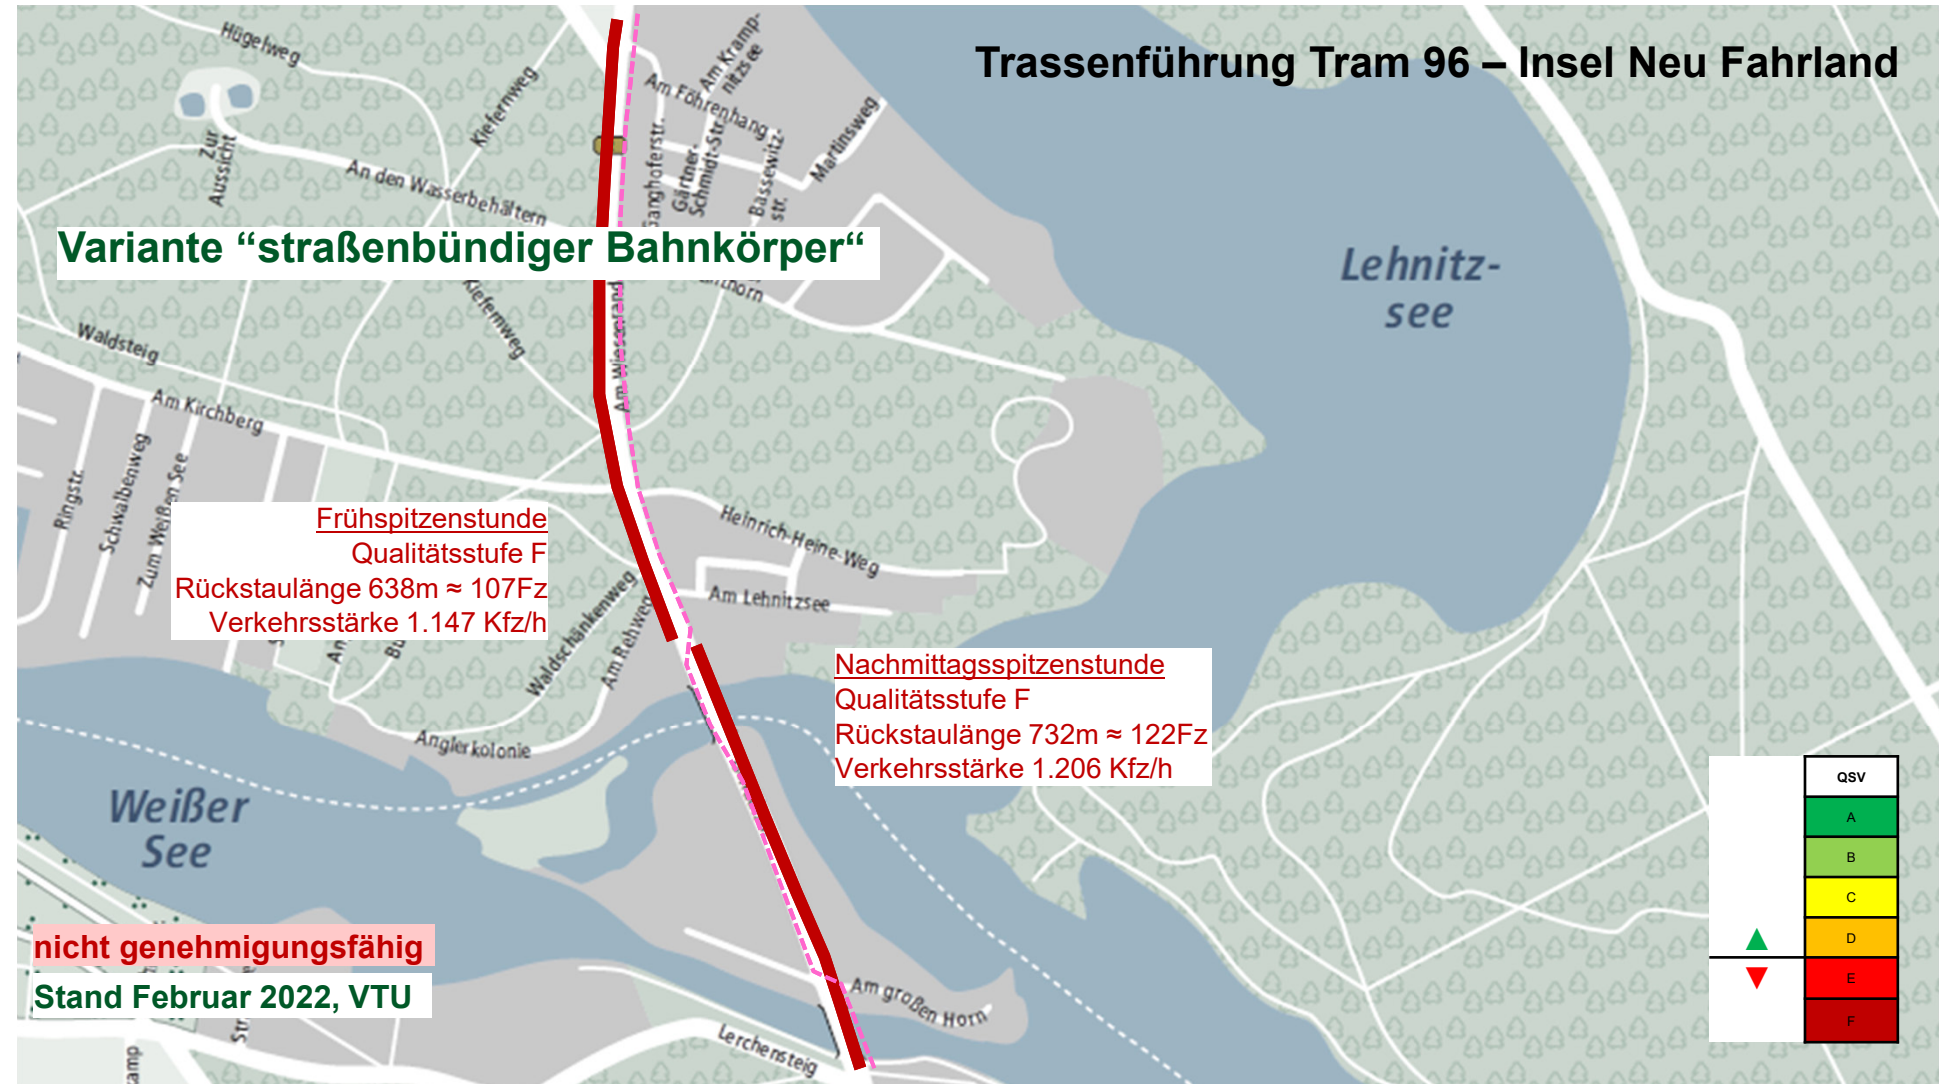 Trassenführung Tram 96 – Insel Neu Fahrland
Hügelweg
Kiefernweg
Am Kramp-
nitzsee
Am Föhrenhang
Martinsweg
Zur
Aussicht
An den Wasserbehältern
Ganghoferstr.
Gärtner-
Schmidt-Str.
Bassewitz-
str.
Variante “straßenbündiger Bahnkörper“
Lehnitz-
see
Kiefernweg
Am Wiesenrand
Waldsteig
Am Kirchberg
Ringstr.
Schwalbenweg
Zum Weißen See
Heinrich-Heine-Weg
Am Lehnitzsee
Frühspitzenstunde
Qualitätsstufe F
Rückstaulänge 638m ≈ 107Fz
Verkehrsstärke 1.147 Kfz/h
Waldschänkenweg
Am Rehweg
Nachmittagsspitzenstunde
Qualitätsstufe F
Rückstaulänge 732m ≈ 122Fz
Verkehrsstärke 1.206 Kfz/h
Anglerkolonie
Weißer
See
QSV
A
B
C
D
E
F
nicht genehmigungsfähig
Stand Februar 2022, VTU
Am großen Horn
Lerchensteig